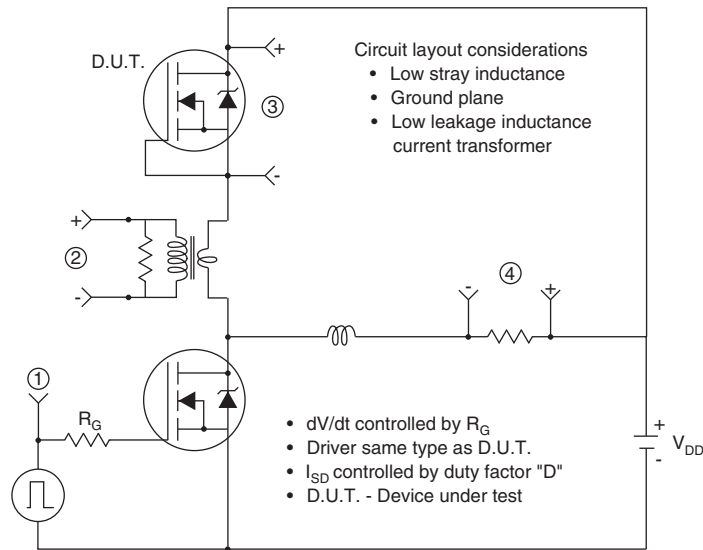 D.U.T.
+
③
-
Circuit layout considerations
• Low stray inductance
• Ground plane
• Low leakage inductance
current transformer
+
②
-
④
-
+
①
R_G
• dV/dt controlled by R_G
• Driver same type as D.U.T.
• I_SD controlled by duty factor "D"
• D.U.T. - Device under test
+
V_DD
-